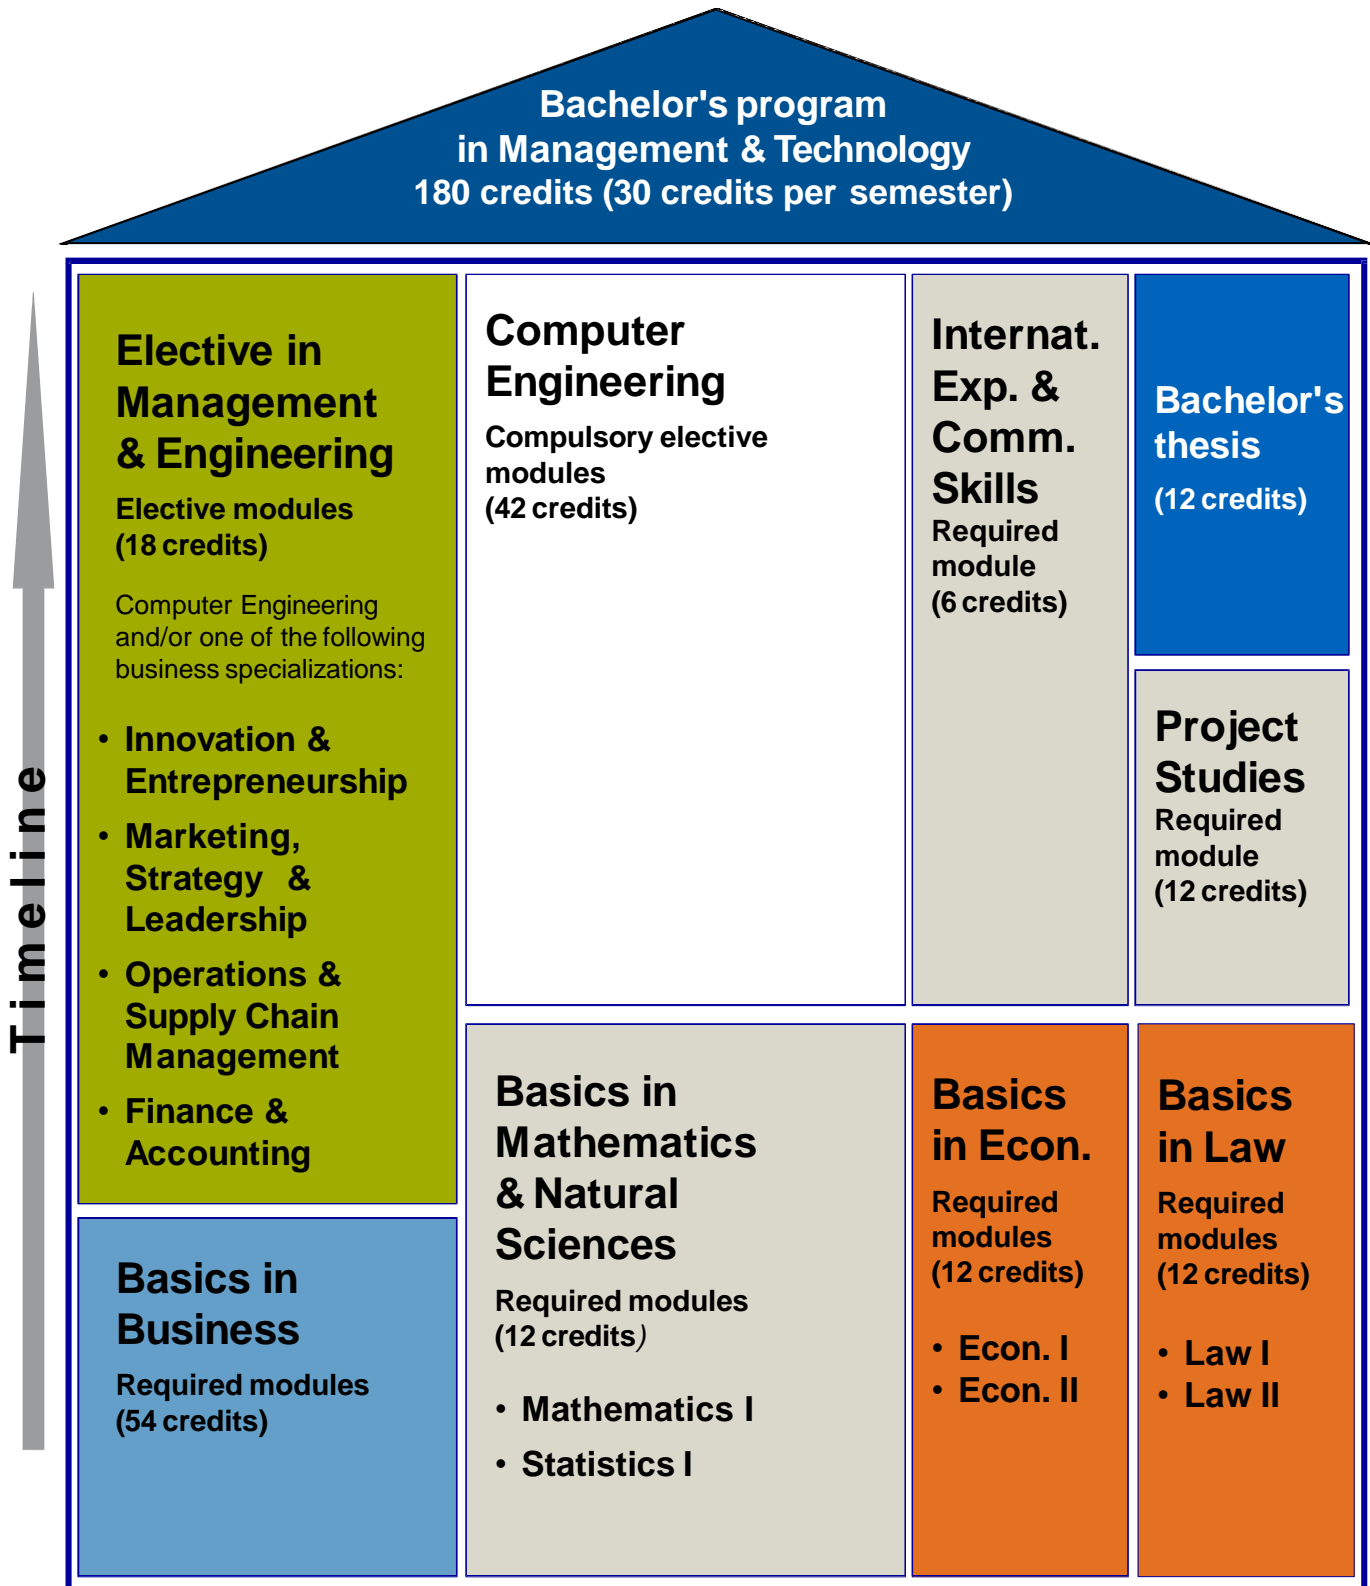 Bachelor's program
in Management & Technology
180 credits (30 credits per semester)
Timeline
Elective in
Management
& Engineering
Elective modules
(18 credits)
Computer Engineering
and/or one of the following
business specializations:
• Innovation &
Entrepreneurship
• Marketing,
Strategy &
Leadership
• Operations &
Supply Chain
Management
• Finance &
Accounting
Basics in
Business
Required modules
(54 credits)
Computer
Engineering
Compulsory elective
modules
(42 credits)
Basics in
Mathematics
& Natural
Sciences
Required modules
(12 credits)
• Mathematics I
• Statistics I
Internat.
Exp. &
Comm.
Skills
Required
module
(6 credits)
Basics
in Econ.
Required
modules
(12 credits)
• Econ. I
• Econ. II
Bachelor's
thesis
(12 credits)
Project
Studies
Required
module
(12 credits)
Basics
in Law
Required
modules
(12 credits)
• Law I
• Law II